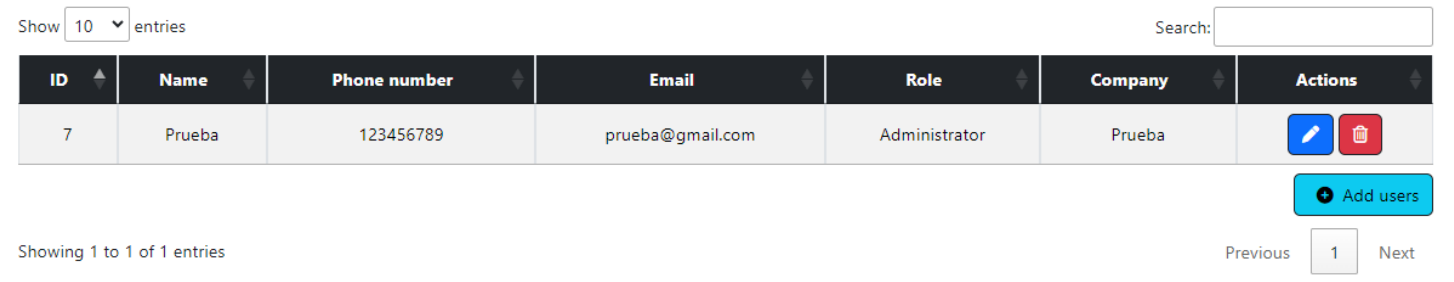 Show 10 entries Search:
ID Name Phone number Email Role Company Actions
7 Prueba 123456789 prueba@gmail.com Administrator Prueba
Add users
Showing 1 to 1 of 1 entries Previous 1 Next